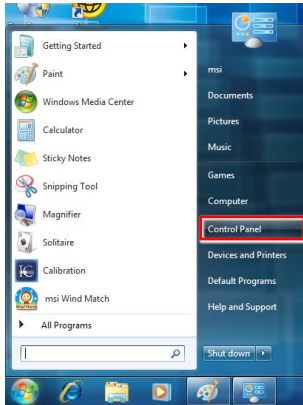 Getting Started
Paint
Windows Media Center
Calculator
Sticky Notes
Snipping Tool
Magnifier
Solitaire
Calibration
msi Wind Match
All Programs
msi
Documents
Pictures
Music
Games
Computer
Control Panel
Devices and Printers
Default Programs
Help and Support
Shut down